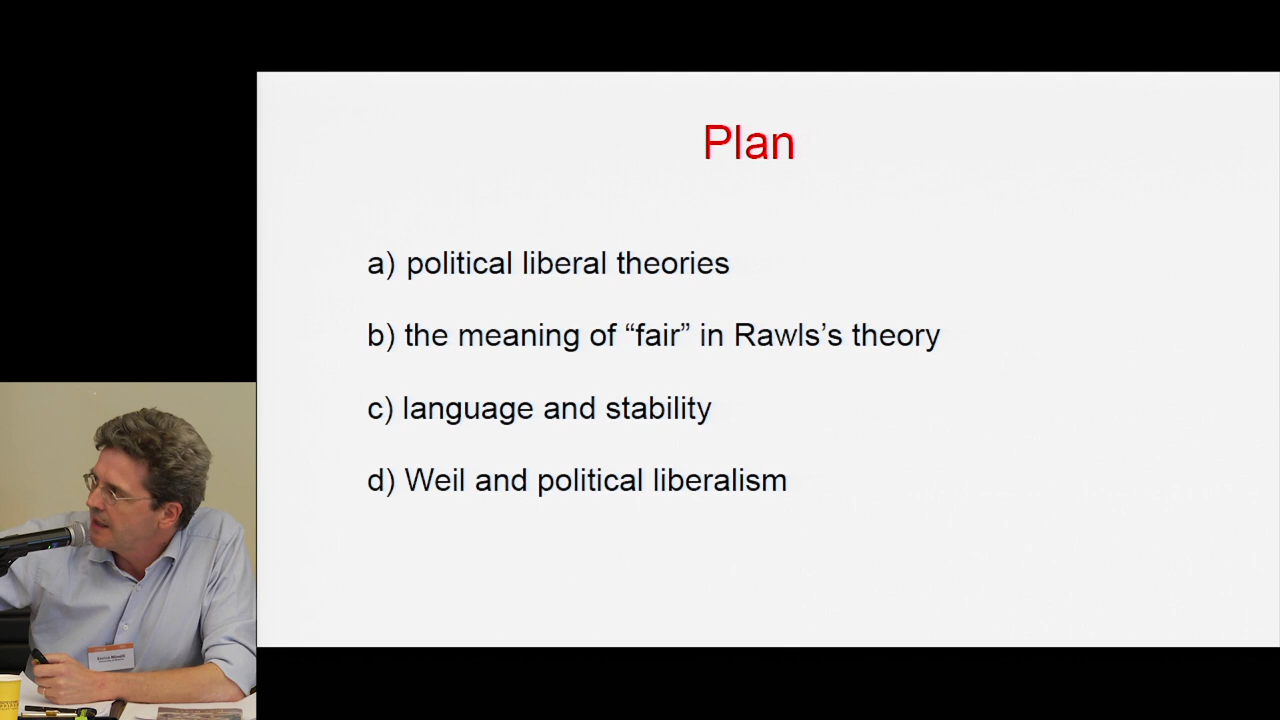 Plan
a) political liberal theories
b) the meaning of “fair” in Rawls’s theory
c) language and stability
d) Weil and political liberalism